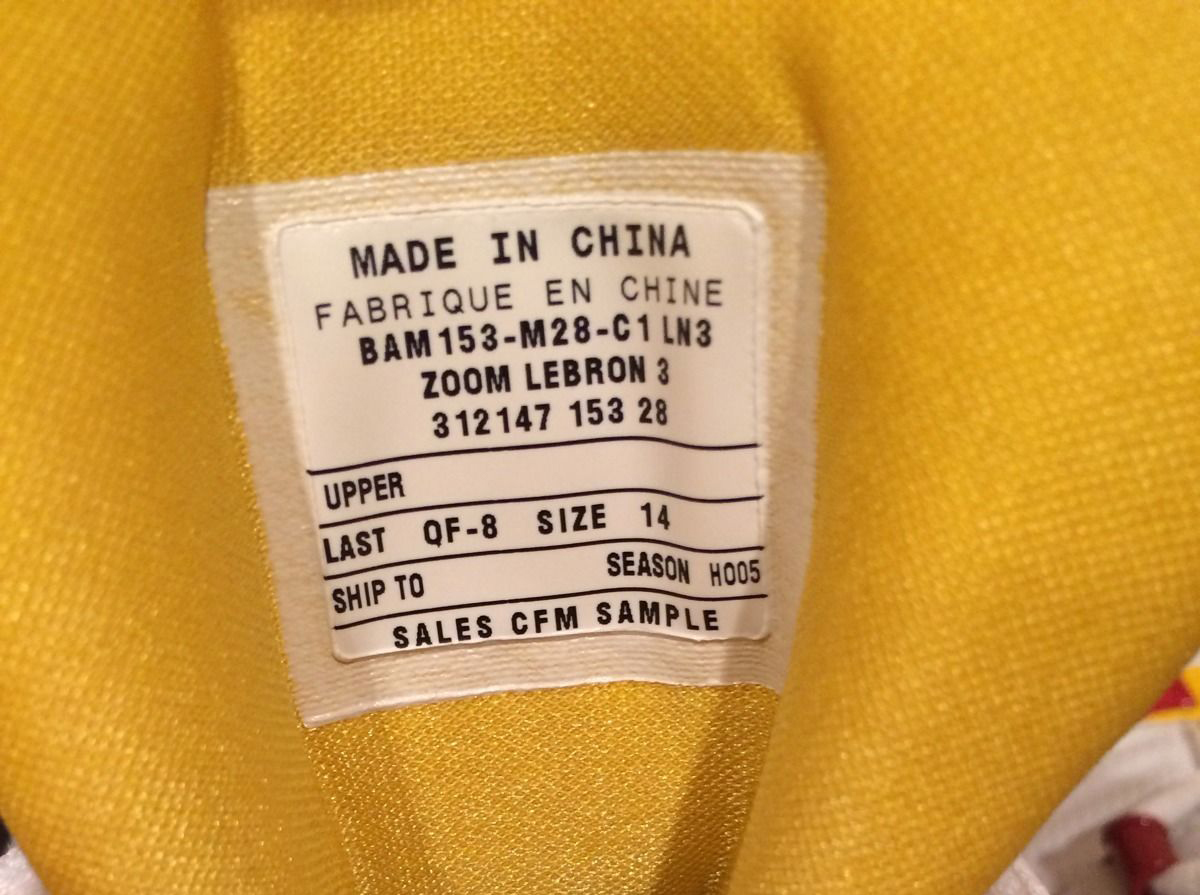 MADE IN CHINA
FABRIQUE EN CHINE
BAM153-M28-C1 LN3
ZOOM LEBRON 3
312147 153 28
UPPER
LAST QF-8 SIZE 14
SHIP TO SEASON HO05
SALES CFM SAMPLE